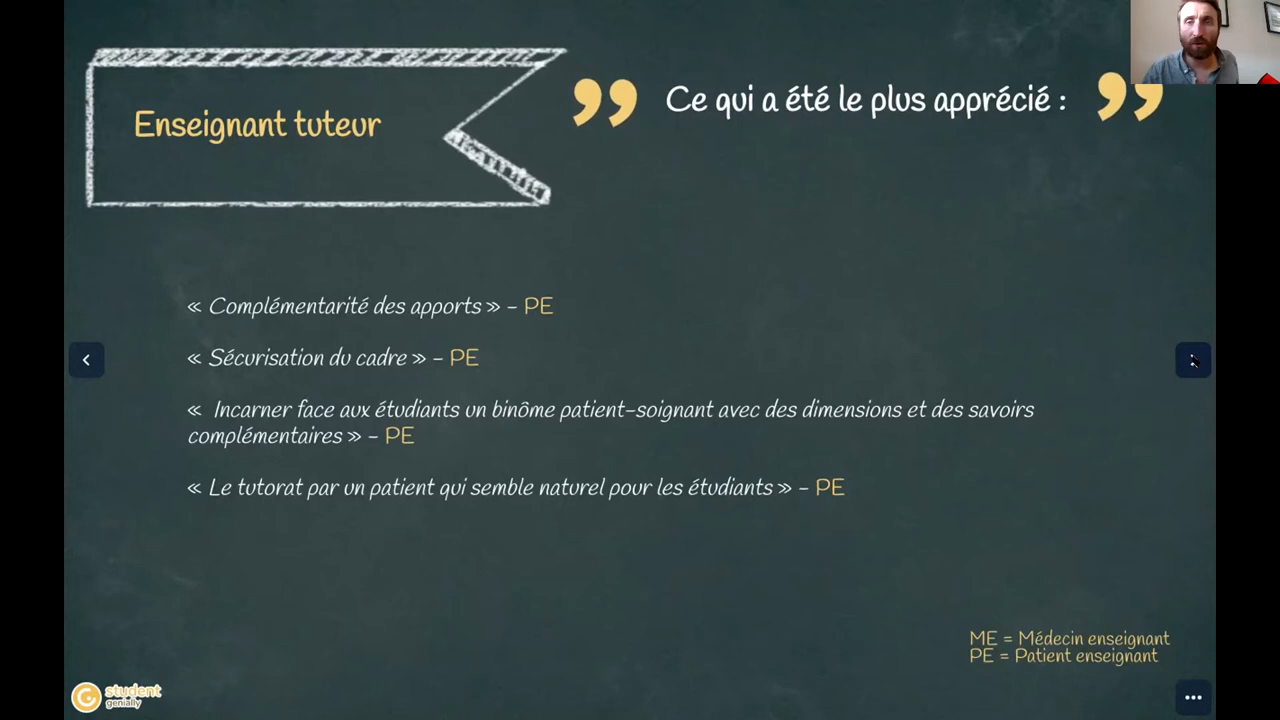 Enseignant tuteur
Ce qui a été le plus apprécié :
« Complémentarité des apports » – PE
« Sécurisation du cadre » – PE
« Incarner face aux étudiants un binôme patient-soignant avec des dimensions et des savoirs
complémentaires » – PE
« Le tutorat par un patient qui semble naturel pour les étudiants » – PE
ME = Médecin enseignant
PE = Patient enseignant
student
genially